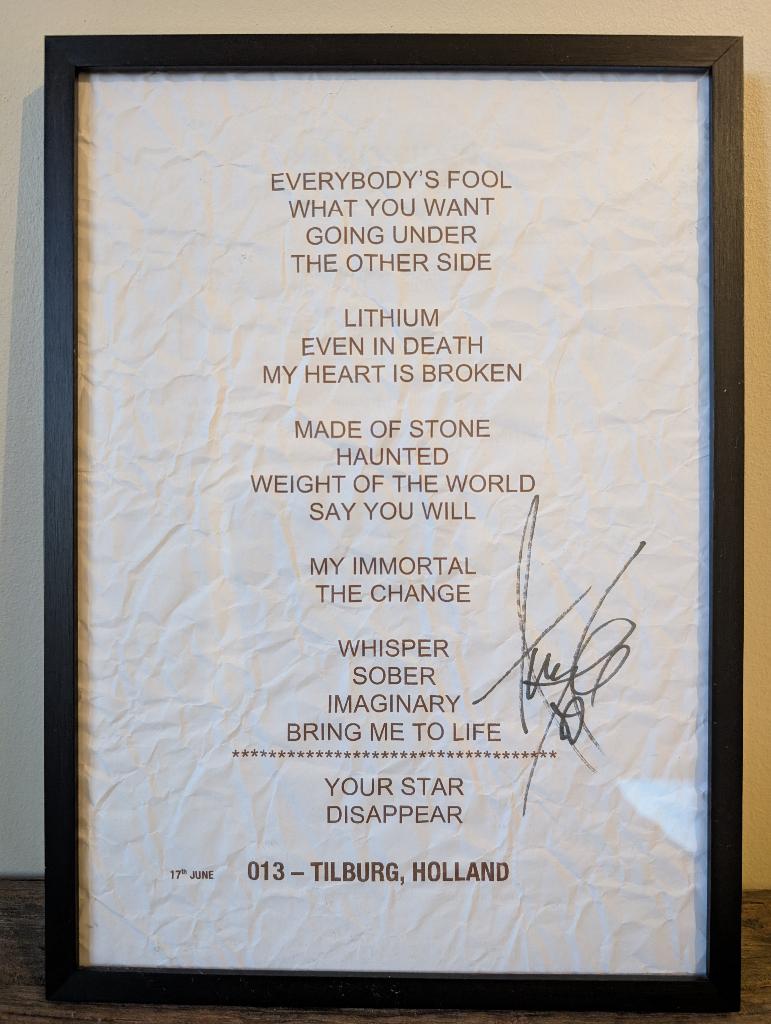 EVERYBODY’S FOOL
WHAT YOU WANT
GOING UNDER
THE OTHER SIDE
LITHIUM
EVEN IN DEATH
MY HEART IS BROKEN
MADE OF STONE
HAUNTED
WEIGHT OF THE WORLD
SAY YOU WILL
MY IMMORTAL
THE CHANGE
WHISPER
SOBER
IMAGINARY
BRING ME TO LIFE
***********************************
YOUR STAR
DISAPPEAR
17th JUNE 013 – TILBURG, HOLLAND